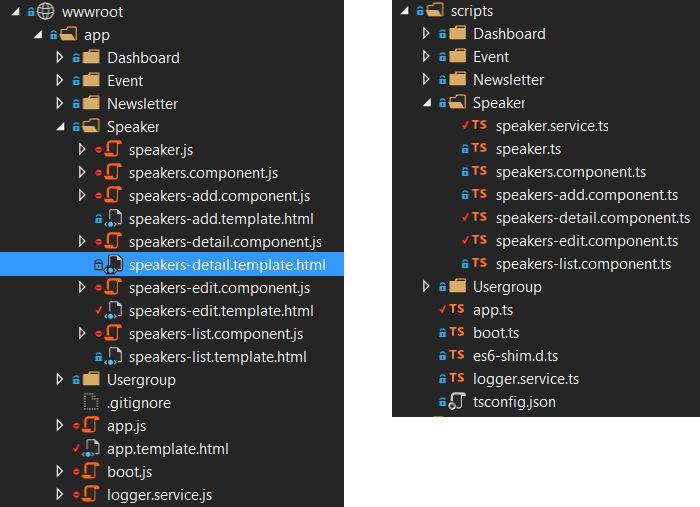 wwwroot
app
Dashboard
Event
Newsletter
Speaker
speaker.js
speakers.component.js
speakers-add.component.js
speakers-add.template.html
speakers-detail.component.js
speakers-detail.template.html
speakers-edit.component.js
speakers-edit.template.html
speakers-list.component.js
speakers-list.template.html
Usergroup
.gitignore
app.js
app.template.html
boot.js
logger.service.js
scripts
Dashboard
Event
Newsletter
Speaker
TS speaker.service.ts
TS speaker.ts
TS speakers.component.ts
TS speakers-add.component.ts
TS speakers-detail.component.ts
TS speakers-edit.component.ts
TS speakers-list.component.ts
Usergroup
TS app.ts
TS boot.ts
TS es6-shim.d.ts
TS logger.service.ts
tsconfig.json